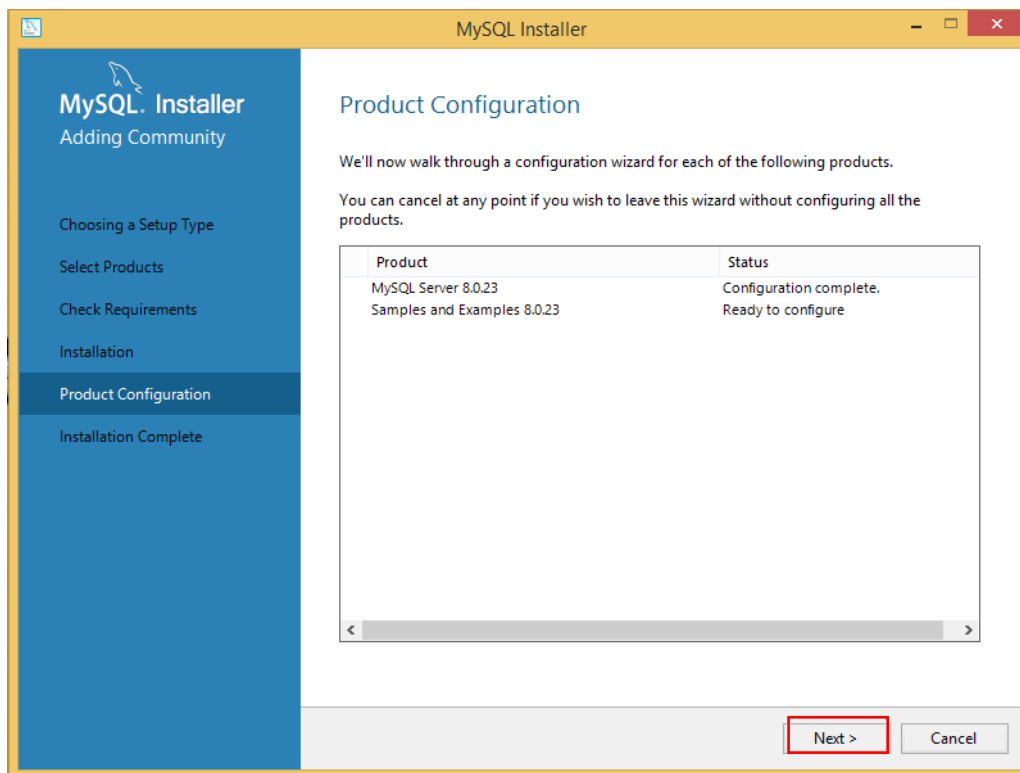 MySQL Installer
MySQL. Installer
Adding Community
Choosing a Setup Type
Select Products
Check Requirements
Installation
Product Configuration
Installation Complete
Product Configuration
We'll now walk through a configuration wizard for each of the following products.
You can cancel at any point if you wish to leave this wizard without configuring all the
products.
Product Status
MySQL Server 8.0.23 Configuration complete.
Samples and Examples 8.0.23 Ready to configure
Next > Cancel